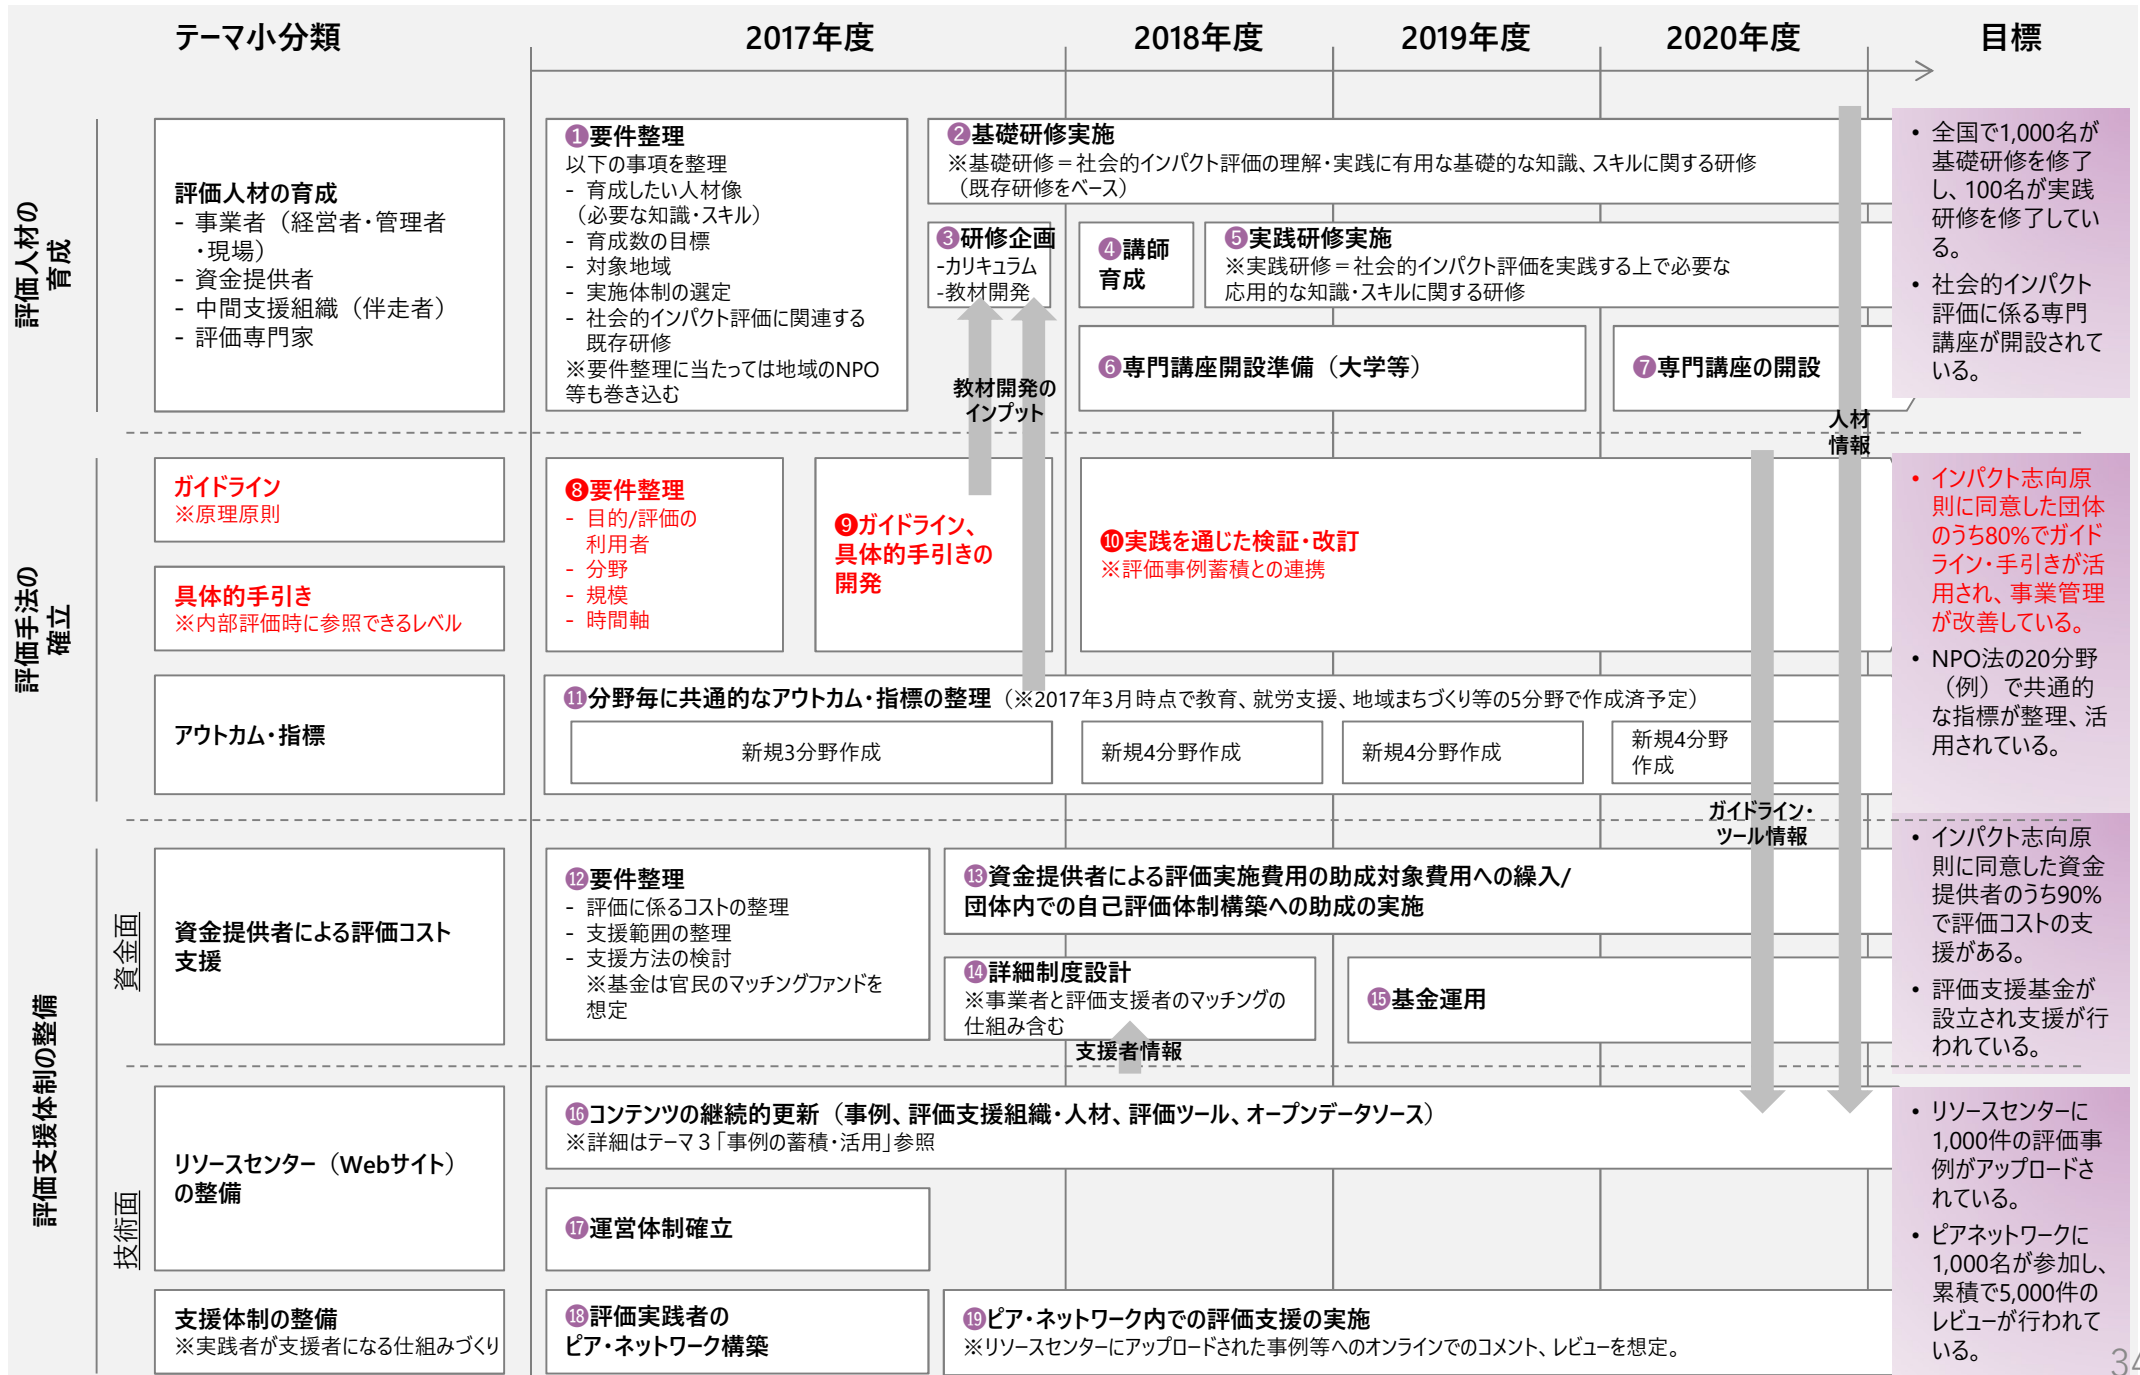 テーマ小分類
2017年度
2018年度
2019年度
2020年度
目標
評価人材の
育成
評価人材の育成
- 事業者（経営者・管理者
・現場）
- 資金提供者
- 中間支援組織（伴走者）
- 評価専門家
❶要件整理
以下の事項を整理
- 育成したい人材像
（必要な知識・スキル）
- 育成数の目標
- 対象地域
- 実施体制の選定
- 社会的インパクト評価に関連する
既存研修
※要件整理に当たっては地域のNPO
等も巻き込む
❷基礎研修実施
※基礎研修＝社会的インパクト評価の理解・実践に有用な基礎的な知識、スキルに関する研修
（既存研修をベース）
❸研修企画
-カリキュラム
-教材開発
❹講師
育成
❺実践研修実施
※実践研修＝社会的インパクト評価を実践する上で必要な
応用的な知識・スキルに関する研修
❻専門講座開設準備（大学等）
❼専門講座の開設
教材開発の
インプット
人材
情報
• 全国で1,000名が
基礎研修を修了
し、100名が実践
研修を修了してい
る。
• 社会的インパクト
評価に係る専門
講座が開設されて
いる。
評価手法の
確立
ガイドライン
※原理原則
具体的手引き
※内部評価時に参照できるレベル
アウトカム・指標
❽要件整理
- 目的/評価の
利用者
- 分野
- 規模
- 時間軸
❾ガイドライン、
具体的手引きの
開発
❿実践を通じた検証・改訂
※評価事例蓄積との連携
⓫分野毎に共通的なアウトカム・指標の整理（※2017年3月時点で教育、就労支援、地域まちづくり等の5分野で作成済予定）
新規3分野作成
新規4分野作成
新規4分野作成
新規4分野
作成
ガイドライン・
ツール情報
• インパクト志向原
則に同意した団体
のうち80%でガイド
ライン・手引きが活
用され、事業管理
が改善している。
• NPO法の20分野
（例）で共通的
な指標が整理、活
用されている。
評価支援体制の整備
資金面
資金提供者による評価コスト
支援
⓬要件整理
- 評価に係るコストの整理
- 支援範囲の整理
- 支援方法の検討
※基金は官民のマッチングファンドを
想定
⓭資金提供者による評価実施費用の助成対象費用への繰入/
団体内での自己評価体制構築への助成の実施
⓮詳細制度設計
※事業者と評価支援者のマッチングの
仕組み含む
⓯基金運用
支援者情報
• インパクト志向原
則に同意した資金
提供者のうち90%
で評価コストの支
援がある。
• 評価支援基金が
設立され支援が行
われている。
技術面
リソースセンター（Webサイト）
の整備
⓰コンテンツの継続的更新（事例、評価支援組織・人材、評価ツール、オープンデータソース）
※詳細はテーマ３「事例の蓄積・活用」参照
⓱運営体制確立
支援体制の整備
※実践者が支援者になる仕組みづくり
⓲評価実践者の
ピア・ネットワーク構築
⓳ピア・ネットワーク内での評価支援の実施
※リソースセンターにアップロードされた事例等へのオンラインでのコメント、レビューを想定。
• リソースセンターに
1,000件の評価事
例がアップロードさ
れている。
• ピアネットワークに
1,000名が参加し、
累積で5,000件の
レビューが行われて
いる。
34